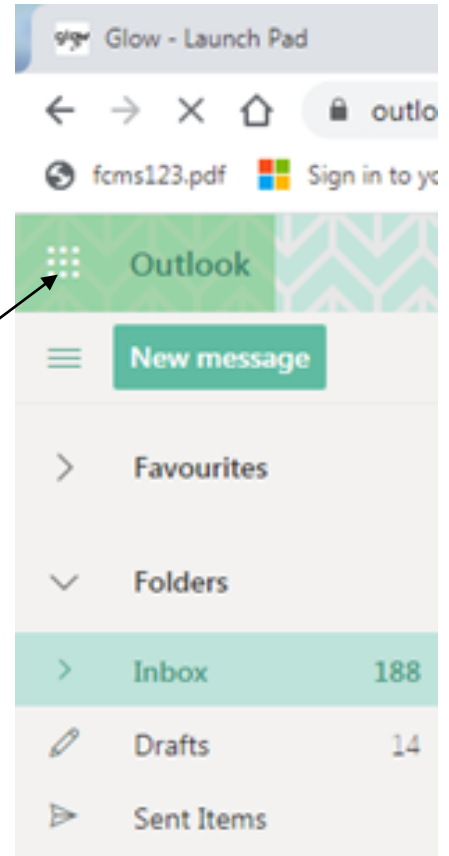 glow Glow - Launch Pad
outlo
fcms123.pdf Sign in to yo
Outlook
New message
Favourites
Folders
Inbox 188
Drafts 14
Sent Items